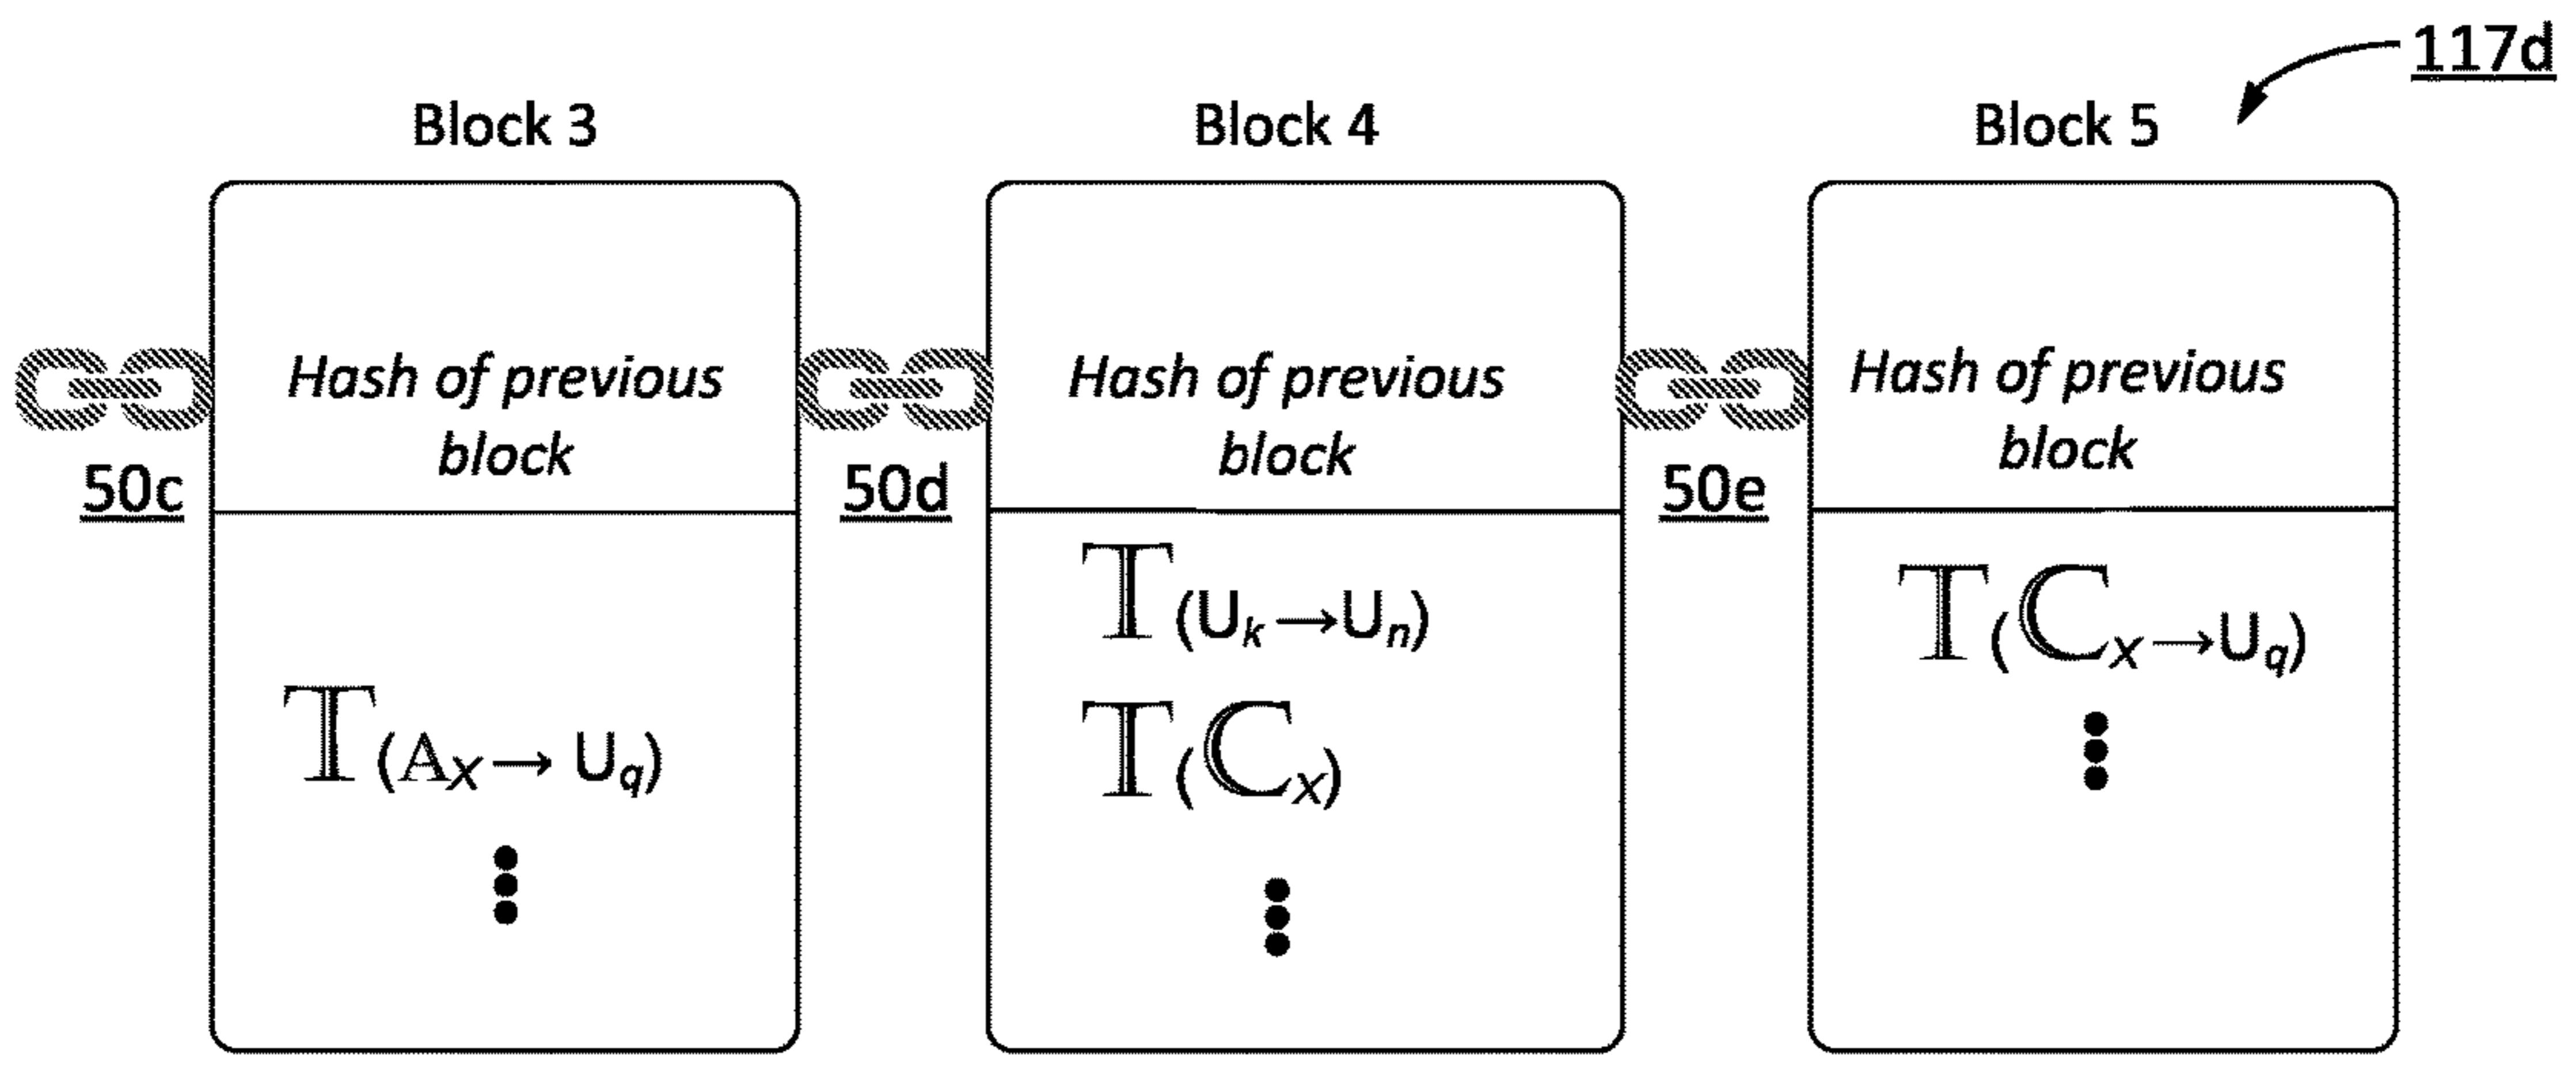 117d
Block 3
Block 4
Block 5
Hash of previous
block
Hash of previous
block
Hash of previous
block
50c
50d
50e
𝕋(𝔸x→ Uq)
𝕋(Uk→Un)
𝕋(ℂx)
𝕋(ℂx→Uq)